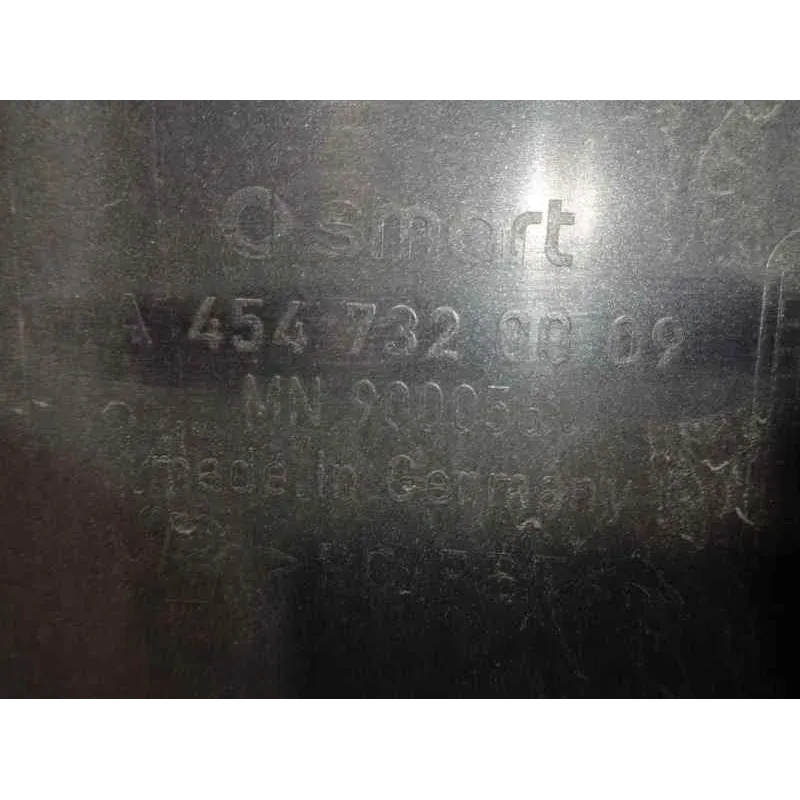 smart
A 454 732 00 09
MN
made in Germany